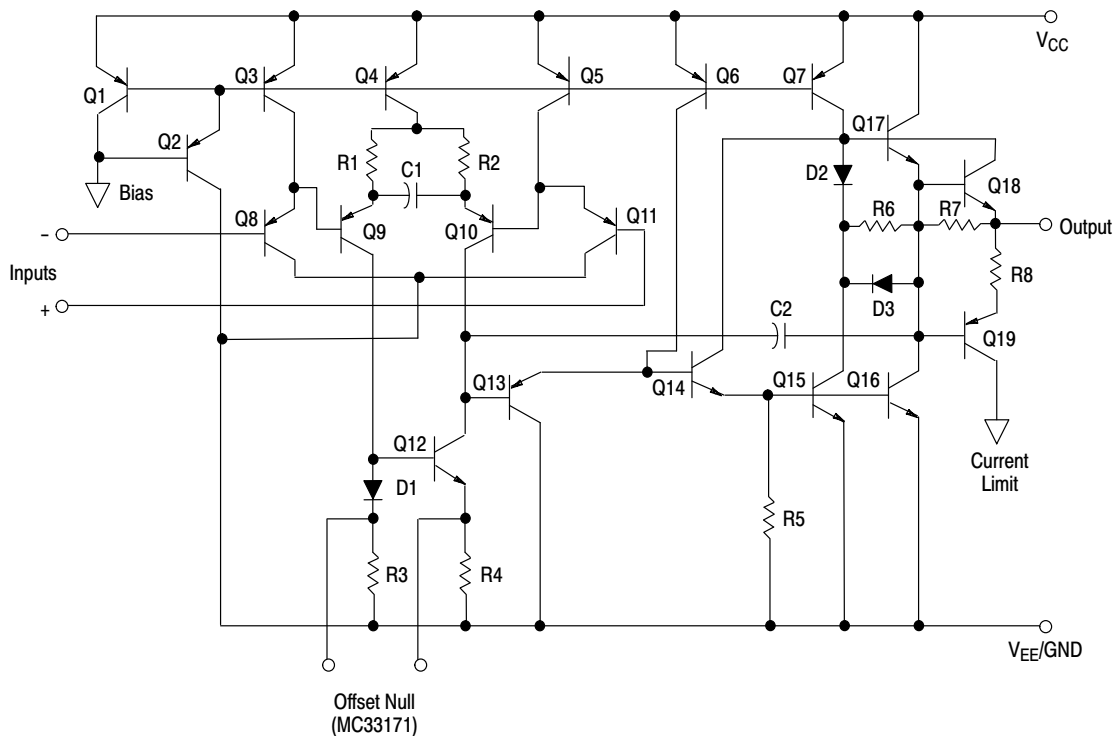 V_CC
Q3
Q4
Q5
Q6
Q7
Q1
Q2
Q17
R1
C1
R2
D2
Q18
Bias
Q8
Q9
Q10
Q11
R6
R7
Output
–
Inputs
+
D3
R8
C2
Q19
Q13
Q14
Q15
Q16
Q12
D1
Current
Limit
R5
R3
R4
V_EE/GND
Offset Null
(MC33171)